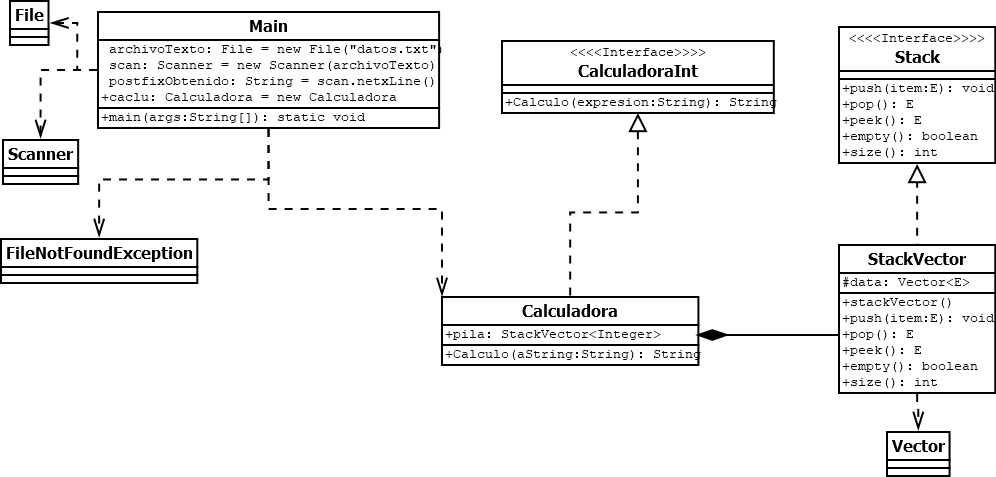 File
Main
archivoTexto: File = new File("datos.txt")
scan: Scanner = new Scanner(archivoTexto)
postfixObtenido: String = scan.netxLine()
+caclu: Calculadora = new Calculadora
+main(args:String[]): static void
Scanner
FileNotFoundException
<<<<Interface>>>>
CalculadoraInt
+Calculo(expresion:String): String
<<<<Interface>>>>
Stack
+push(item:E): void
+pop(): E
+peek(): E
+empty(): boolean
+size(): int
Calculadora
+pila: StackVector<Integer>
+Calculo(aString:String): String
StackVector
#data: Vector<E>
+stackVector()
+push(item:E): void
+pop(): E
+peek(): E
+empty(): boolean
+size(): int
Vector